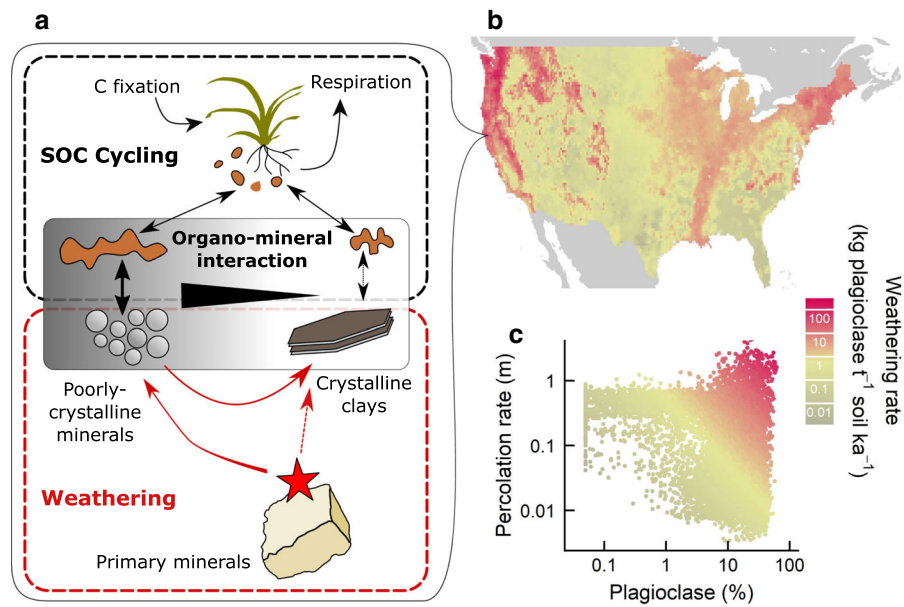 a
C fixation
Respiration
SOC Cycling
Organo-mineral
interaction
Poorly-
crystalline
minerals
Crystalline
clays
Weathering
Primary minerals
b
Weathering rate
(kg plagioclase t⁻¹ soil ka⁻¹)
100
10
1
0.1
0.01
c
Percolation rate (m)
1
0.1
0.01
0.1
1
10
100
Plagioclase (%)